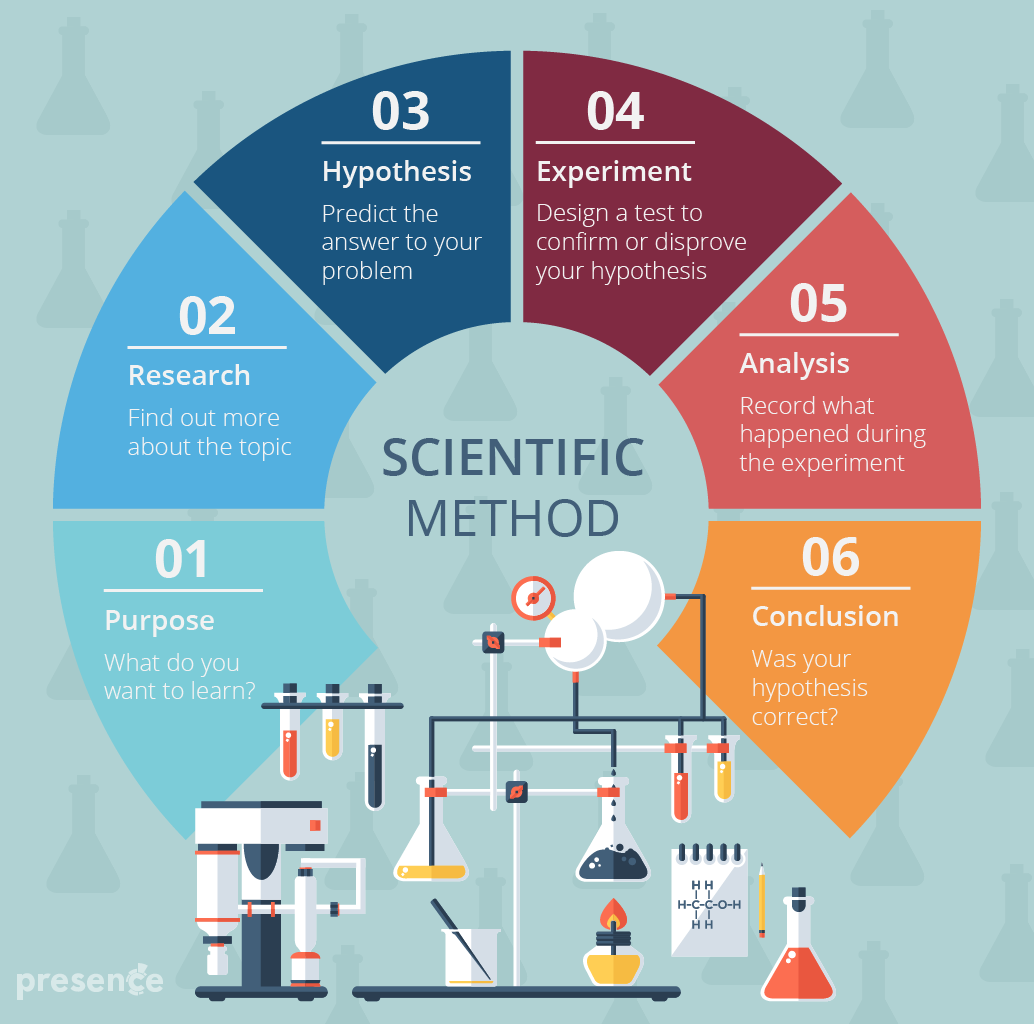 03
Hypothesis
Predict the
answer to your
problem
04
Experiment
Design a test to
confirm or disprove
your hypothesis
02
Research
Find out more
about the topic
05
Analysis
Record what
happened during
the experiment
SCIENTIFIC
METHOD
01
Purpose
What do you
want to learn?
06
Conclusion
Was your
hypothesis
correct?
H H
H-C-C-O-H
H H
presence